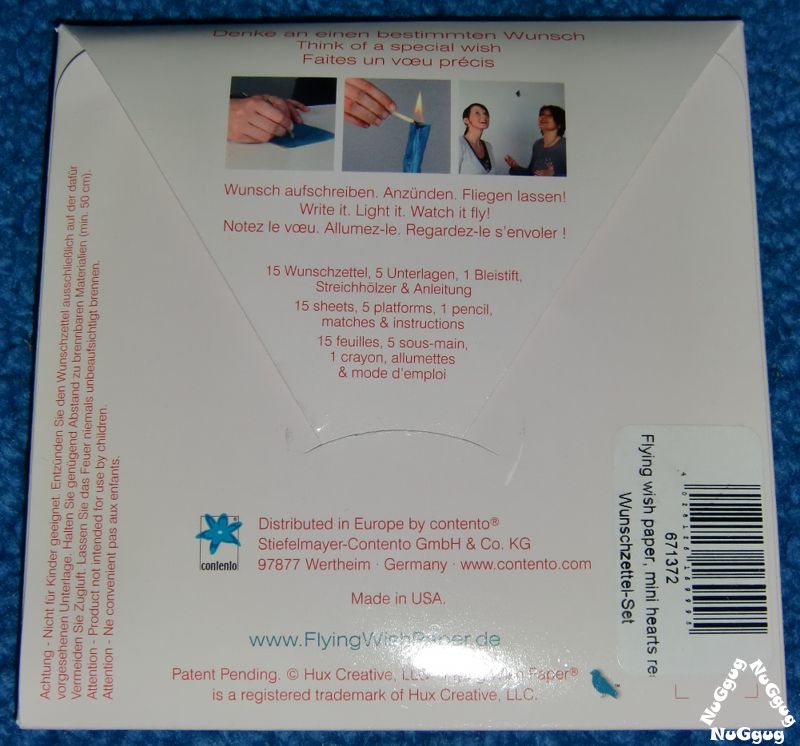 Denke an einen bestimmten Wunsch
Think of a special wish
Faites un vœu précis
Wunsch aufschreiben. Anzünden. Fliegen lassen!
Write it. Light it. Watch it fly!
Notez le vœu. Allumez-le. Regardez-le s'envoler !
15 Wunschzettel, 5 Unterlagen, 1 Bleistift,
Streichhölzer & Anleitung
15 sheets, 5 platforms, 1 pencil,
matches & instructions
15 feuilles, 5 sous-main,
1 crayon, allumettes
& mode d'emploi
Achtung - Nicht für Kinder geeignet. Entzünden Sie den Wunschzettel ausschließlich auf der dafür
vorgesehenen Unterlage. Halten Sie genügend Abstand zu brennbaren Materialien (min. 50 cm).
Vermeiden Sie Zugluft. Lassen Sie das Feuer niemals unbeaufsichtigt brennen.
Attention - Product not intended for use by children.
Attention - Ne convenient pas aux enfants.
contento
Distributed in Europe by contento®
Stiefelmayer-Contento GmbH & Co. KG
97877 Wertheim · Germany · www.contento.com
Made in USA.
www.FlyingWishPaper.de
Patent Pending. © Hux Creative, LLC. Paper®
is a registered trademark of Hux Creative, LLC.
671372
Flying wish paper, mini hearts re
Wunschzettel-Set
NuGgug
NuGgug
NuGgug